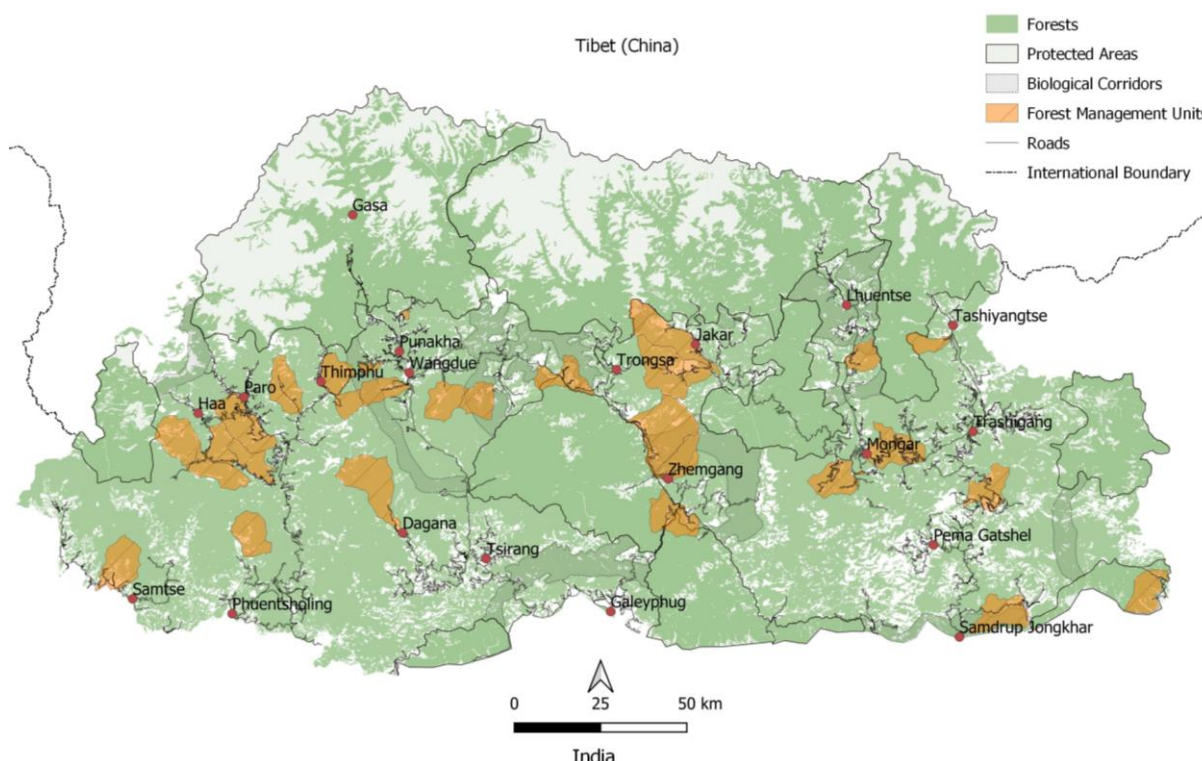 Forests
Tibet (China)
Protected Areas
Biological Corridors
Forest Management Units
Roads
International Boundary
Gasa
Lhuentse
Tashiyangtse
Punakha
Jakar
Wangdue
Trongsa
Thimphu
Paro
Haa
Trashigang
Mongar
Zhemgang
Dagana
Pema Gatshel
Tsirang
Samtse
Phuentsholing
Galeyphug
Samdrup Jongkhar
0 25 50 km
India